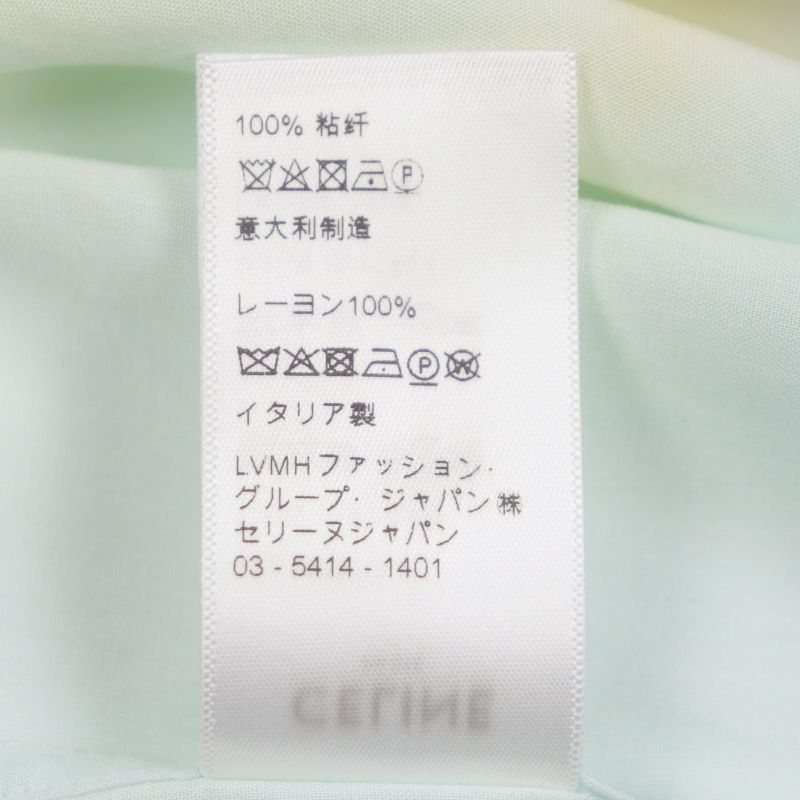 100% 粘纤
P
意大利制造
レーヨン100%
P W
イタリア製
LVMHファッション·
グループ· ジャパン㈱
セリーヌジャパン
03 - 5414 - 1401
CELINE